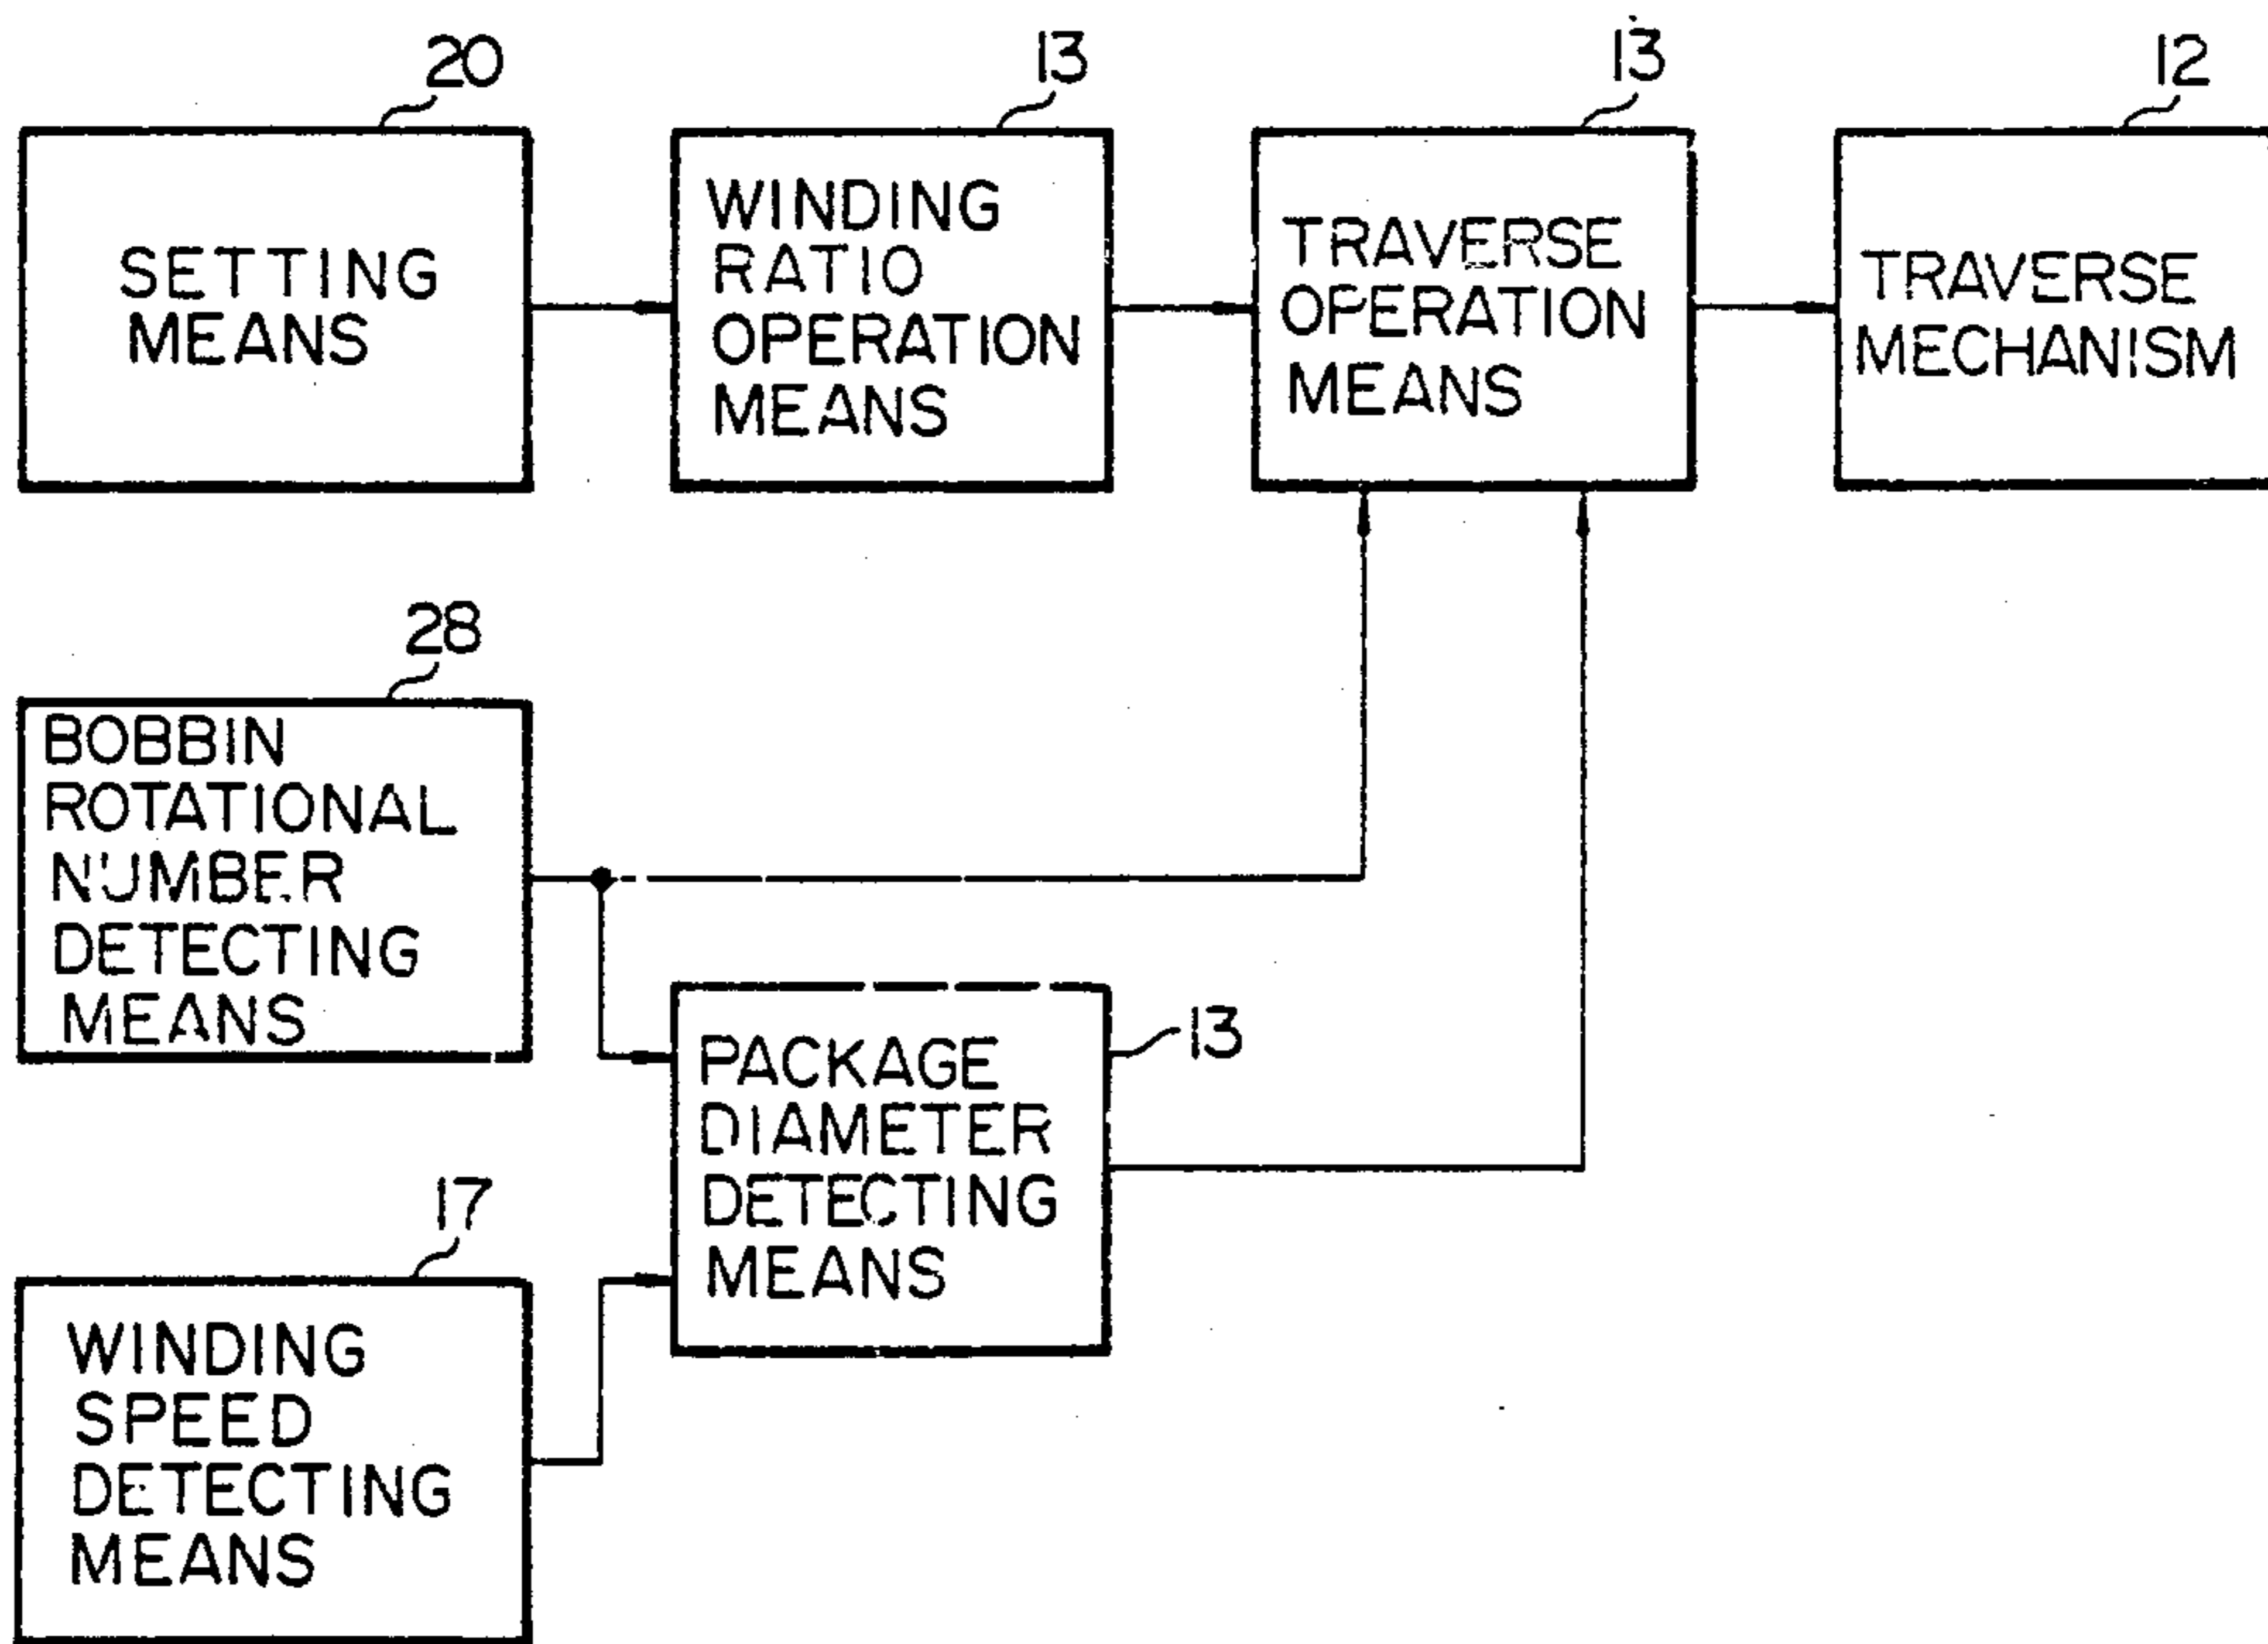 20
SETTING
MEANS
13
WINDING
RATIO
OPERATION
MEANS
13
TRAVERSE
OPERATION
MEANS
12
TRAVERSE
MECHANISM
28
BOBBIN
ROTATIONAL
NUMBER
DETECTING
MEANS
13
PACKAGE
DIAMETER
DETECTING
MEANS
17
WINDING
SPEED
DETECTING
MEANS